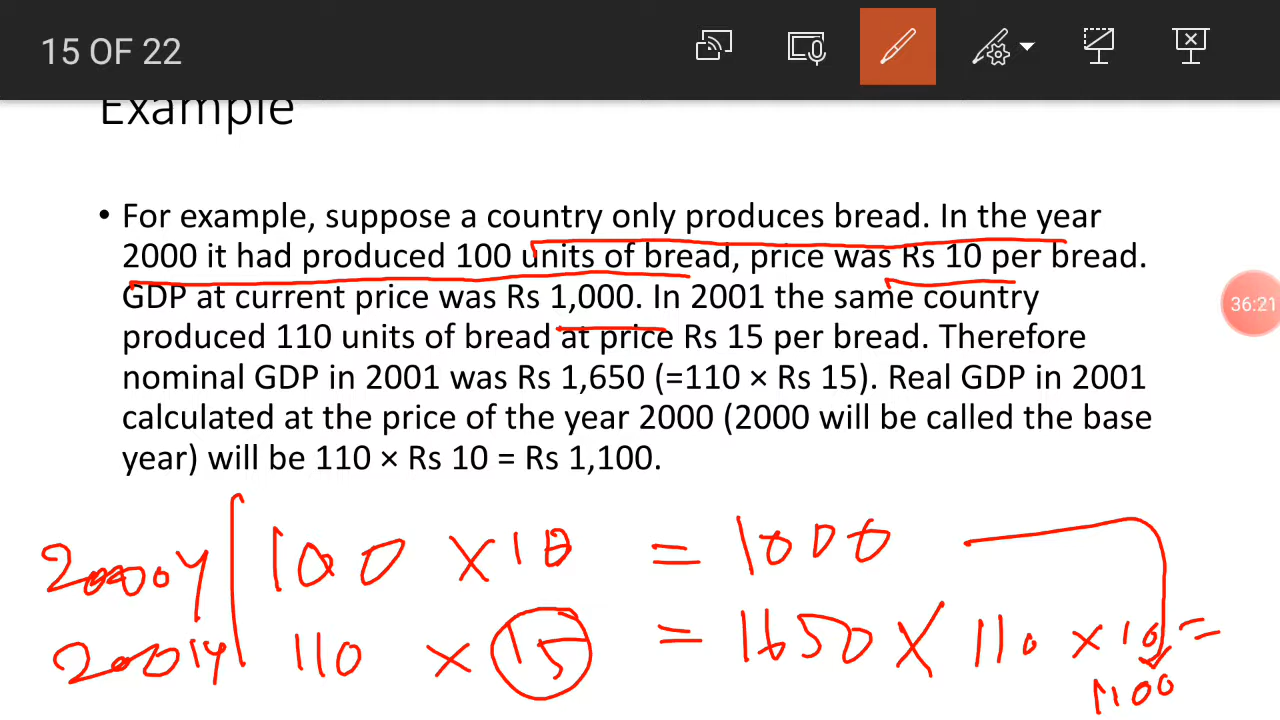 15 OF 22
Example
36:21
• For example, suppose a country only produces bread. In the year
2000 it had produced 100 units of bread, price was Rs 10 per bread.
GDP at current price was Rs 1,000. In 2001 the same country
produced 110 units of bread at price Rs 15 per bread. Therefore
nominal GDP in 2001 was Rs 1,650 (=110 × Rs 15). Real GDP in 2001
calculated at the price of the year 2000 (2000 will be called the base
year) will be 110 × Rs 10 = Rs 1,100.
2000 Y 100 × 10 = 1000
2001 Y 110 × 15 = 1650 × 110 × 10 =
1100